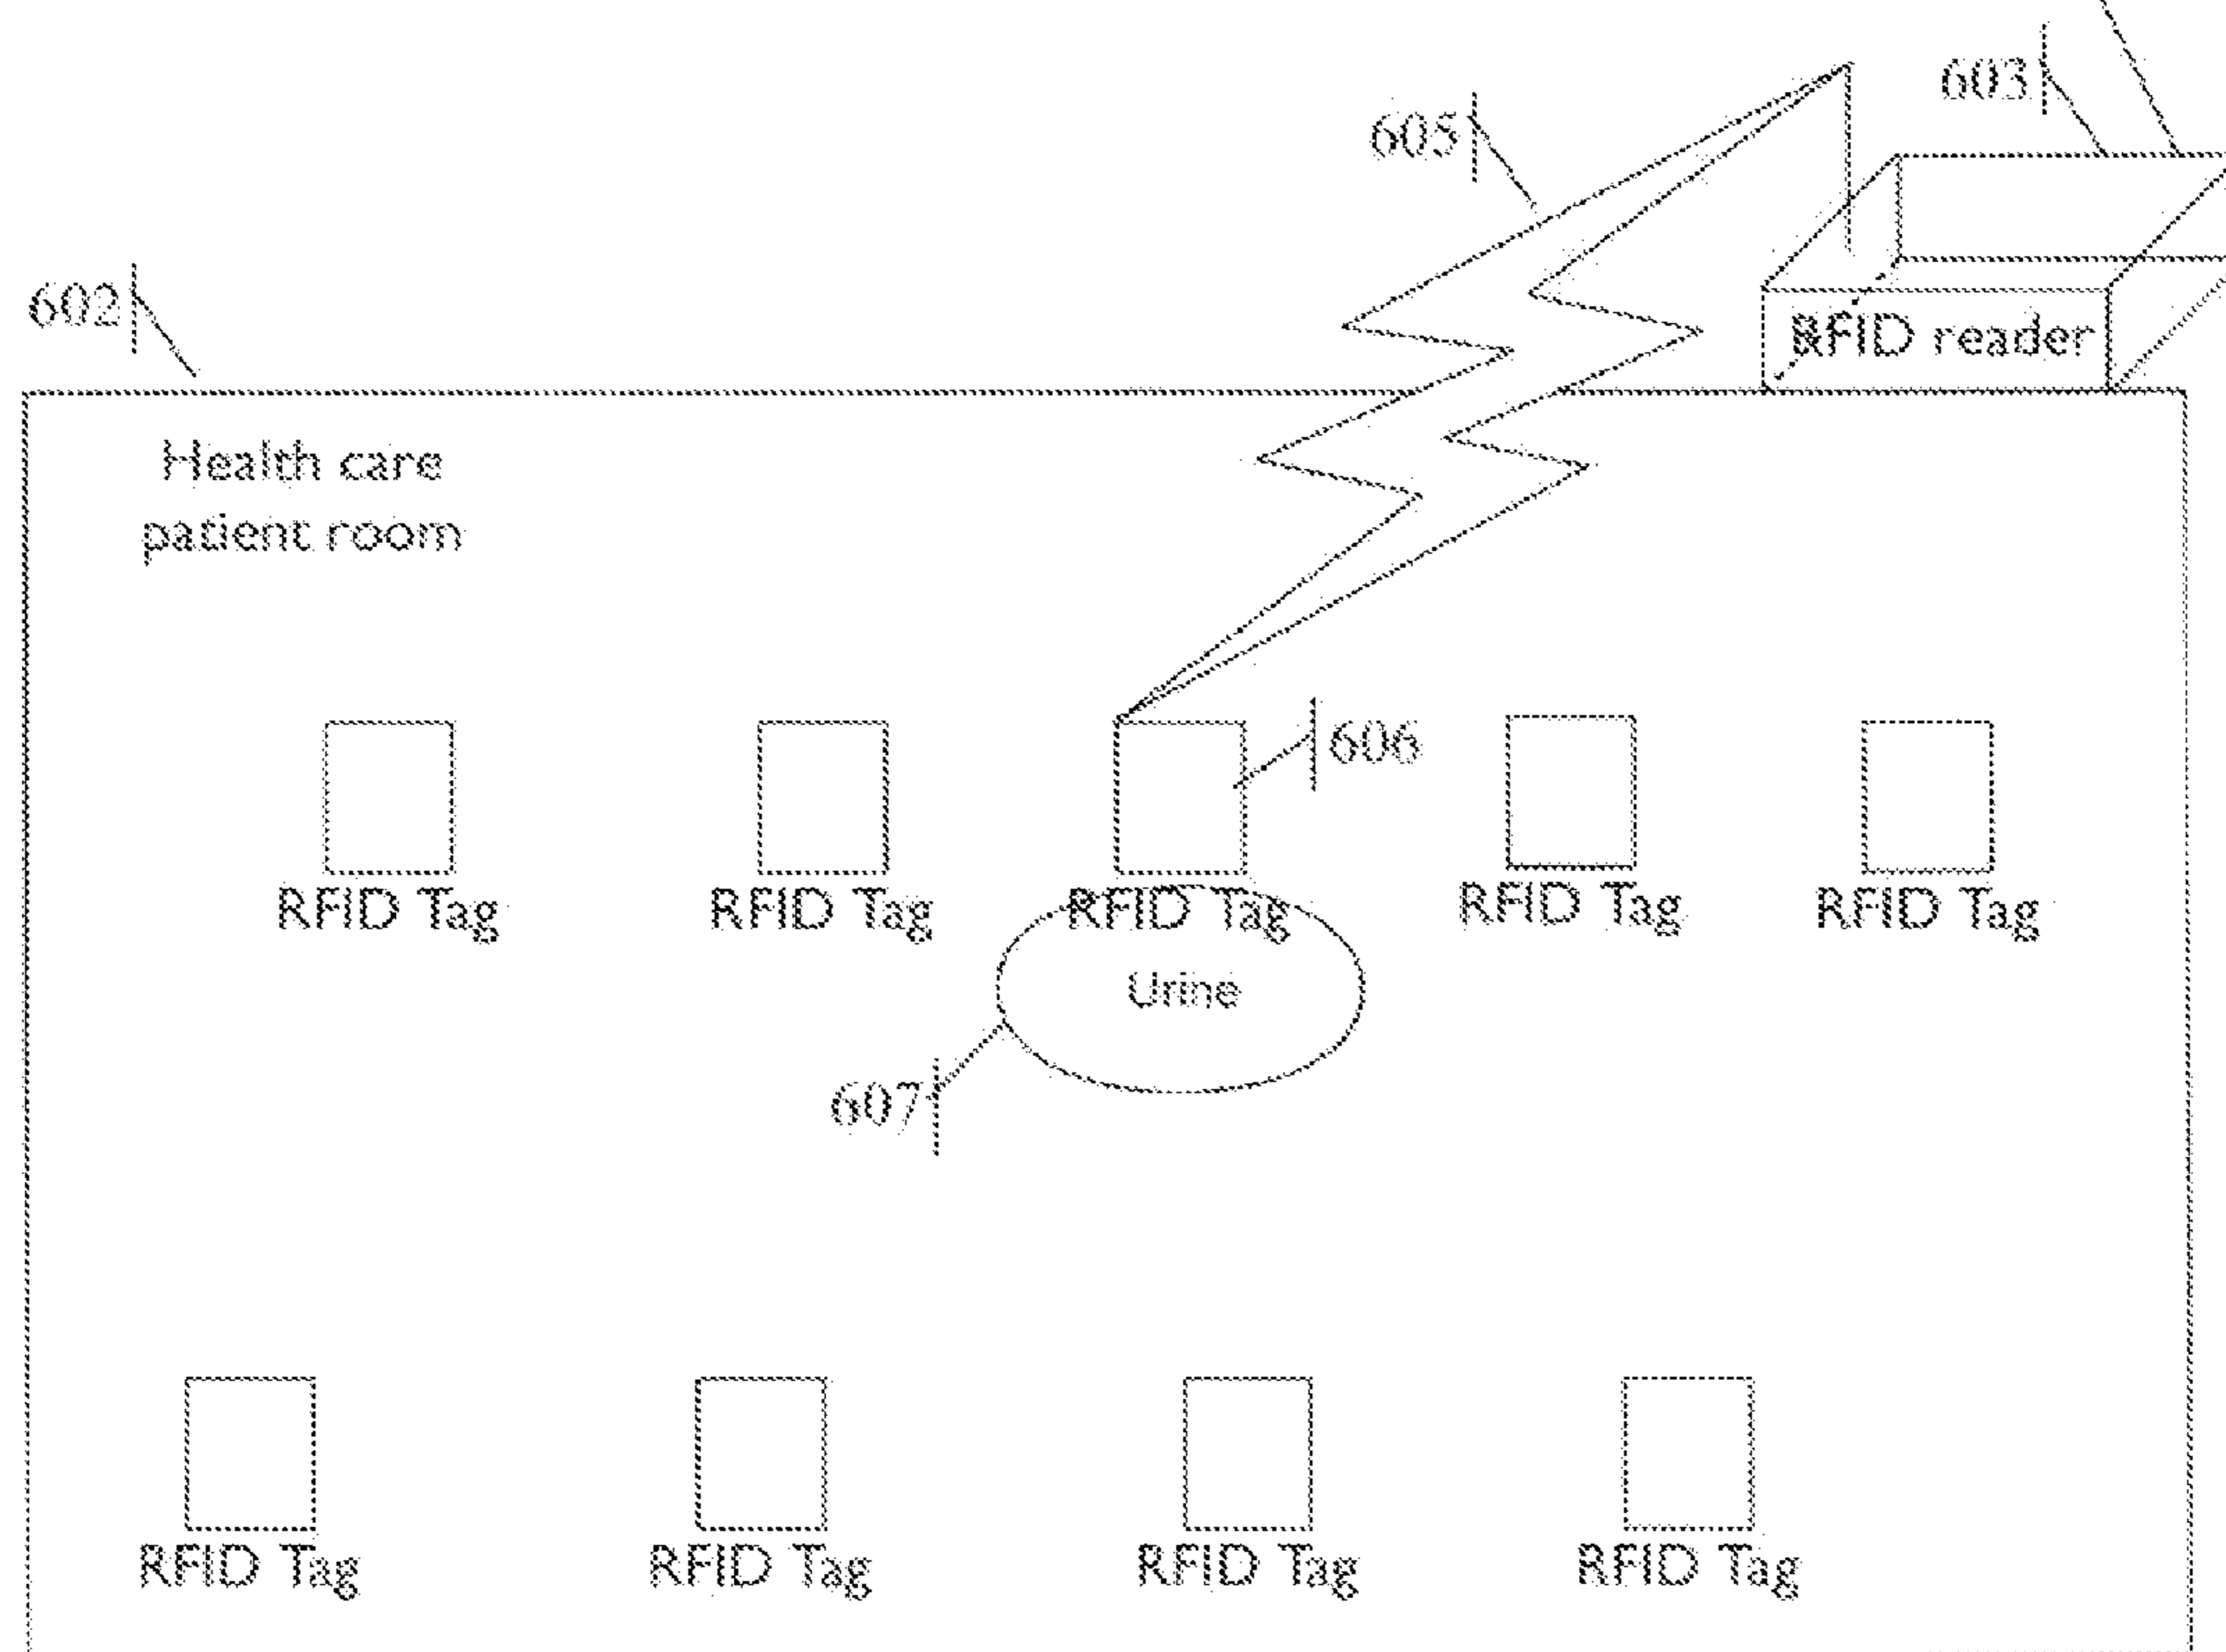 603
605
602
RFID reader
Health care
patient room
606
RFID Tag RFID Tag RFID Tag RFID Tag RFID Tag
Urine
607
RFID Tag RFID Tag RFID Tag RFID Tag